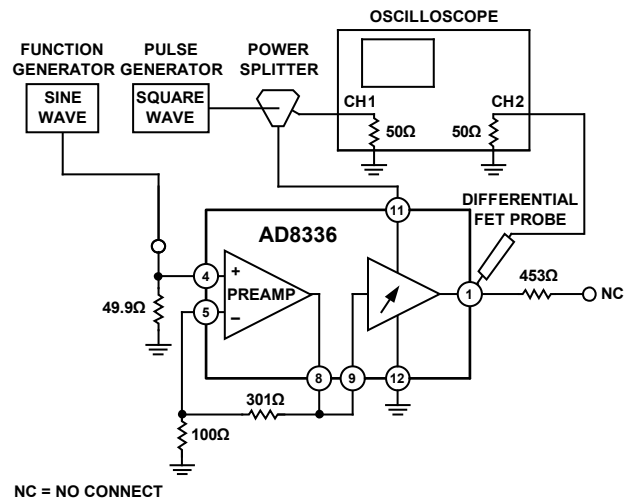 OSCILLOSCOPE
FUNCTION GENERATOR
PULSE GENERATOR
POWER SPLITTER
SINE WAVE
SQUARE WAVE
CH1
CH2
50Ω
50Ω
DIFFERENTIAL FET PROBE
11
AD8336
453Ω
4
+
PREAMP
1
NC
49.9Ω
5
–
8
9
12
301Ω
100Ω
NC = NO CONNECT